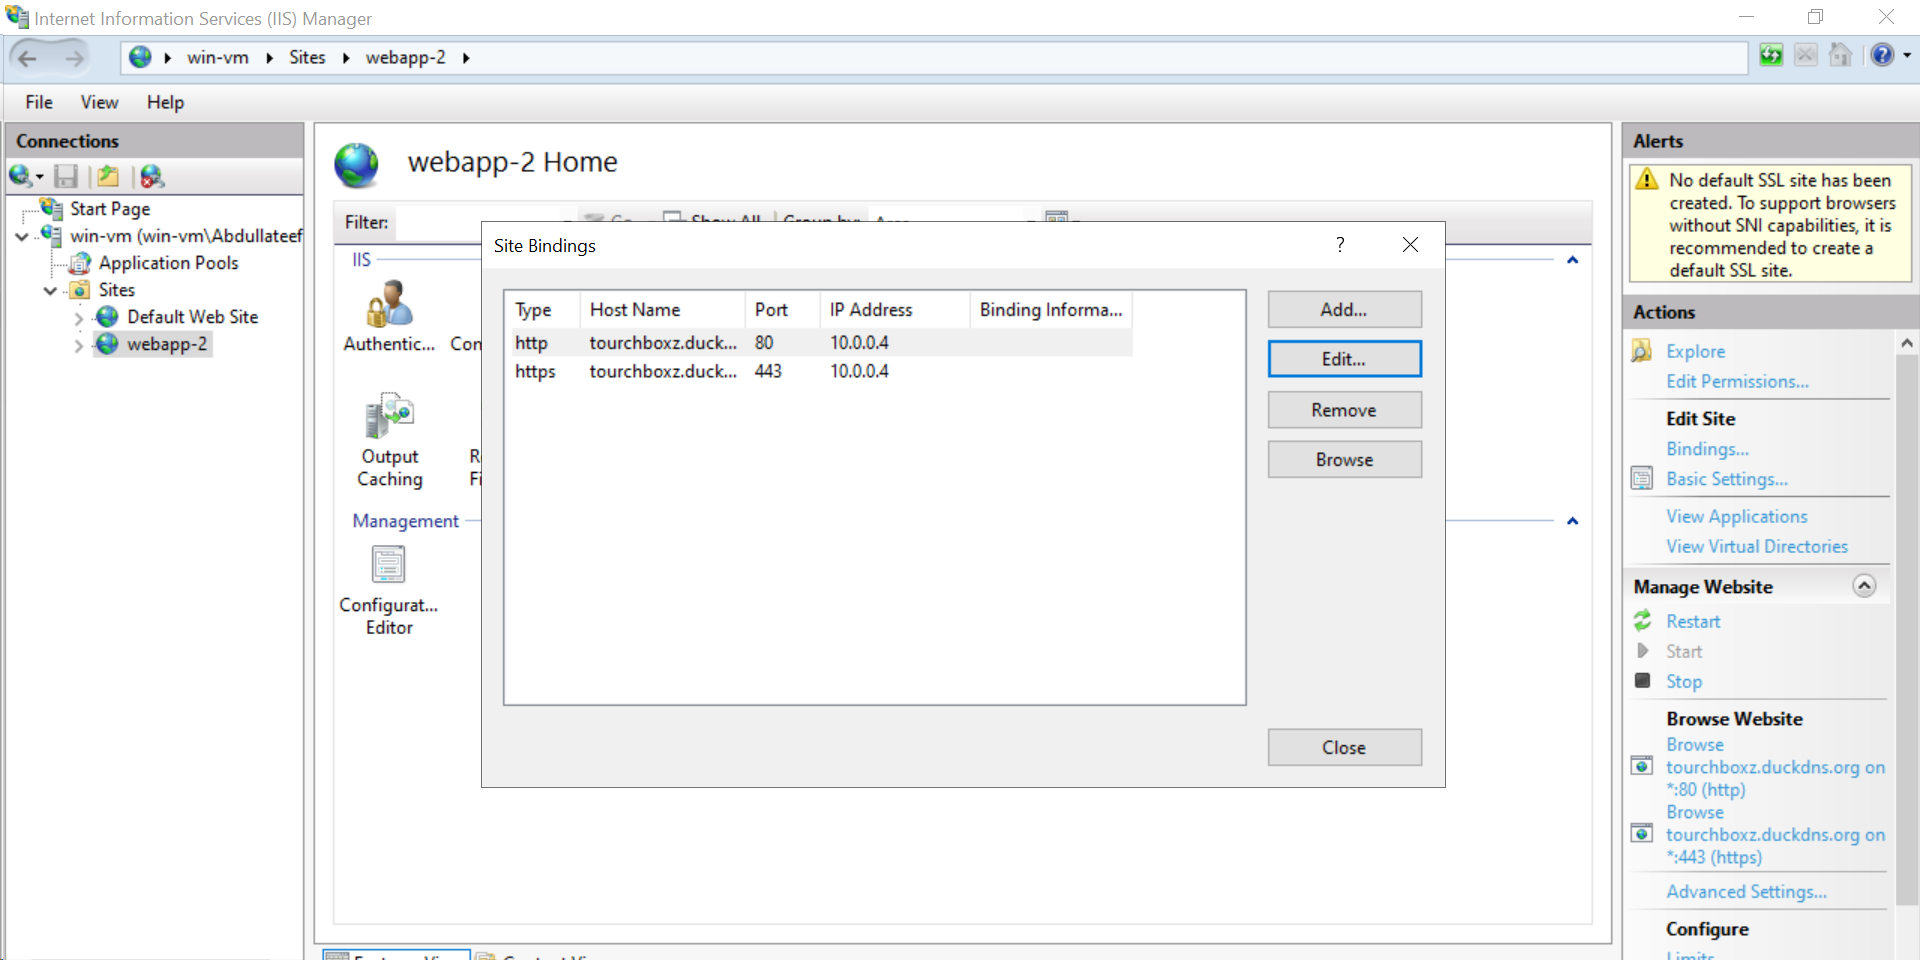 Internet Information Services (IIS) Manager
win-vm Sites webapp-2
File View Help
Connections
Start Page
win-vm (win-vm\Abdullateef
Application Pools
Sites
Default Web Site
webapp-2
webapp-2 Home
Filter: Go Show All Group by: Area
IIS
Authentic... Con
Output
Caching
R
Fi
Management
Configurat...
Editor
Site Bindings
?
Type Host Name Port IP Address Binding Informa...
http tourchboxz.duck... 80 10.0.0.4
https tourchboxz.duck... 443 10.0.0.4
Add...
Edit...
Remove
Browse
Close
Alerts
No default SSL site has been
created. To support browsers
without SNI capabilities, it is
recommended to create a
default SSL site.
Actions
Explore
Edit Permissions...
Edit Site
Bindings...
Basic Settings...
View Applications
View Virtual Directories
Manage Website
Restart
Start
Stop
Browse Website
Browse
tourchboxz.duckdns.org on
*:80 (http)
Browse
tourchboxz.duckdns.org on
*:443 (https)
Advanced Settings...
Configure
Limits